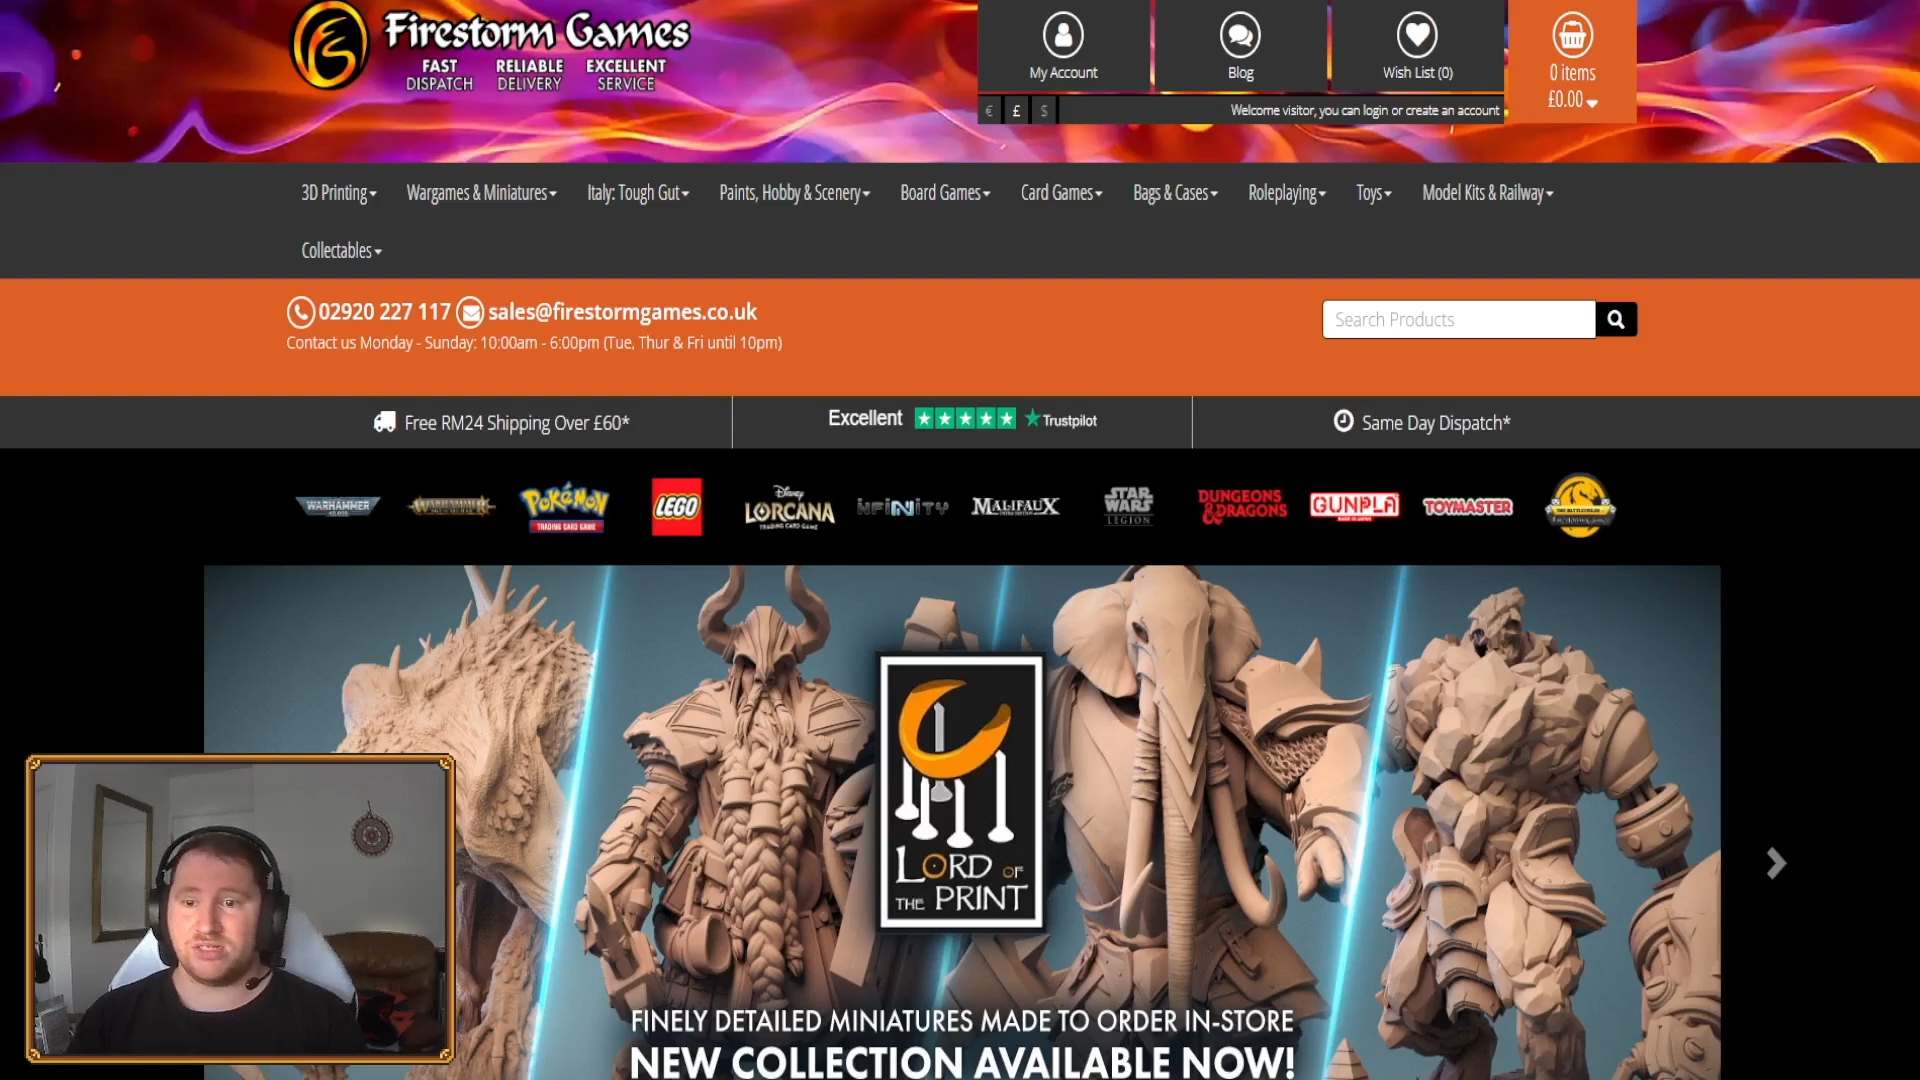 Firestorm Games
FAST RELIABLE EXCELLENT
DISPATCH DELIVERY SERVICE
My Account
Blog
Wish List (0)
0 items
£0.00
€ £ $
Welcome visitor, you can login or create an account
3D Printing Wargames & Miniatures Italy: Tough Gut Paints, Hobby & Scenery Board Games Card Games Bags & Cases Roleplaying Toys Model Kits & Railway
Collectables
02920 227 117 sales@firestormgames.co.uk
Contact us Monday - Sunday: 10:00am - 6:00pm (Tue, Thur & Fri until 10pm)
Search Products
Free RM24 Shipping Over £60*
Excellent Trustpilot
Same Day Dispatch*
WARHAMMER
40,000
WARHAMMER
POKÉMON
TRADING CARD GAME
LEGO
Disney
LORCANA
TRADING CARD GAME
INFINITY
MALIFAUX
STAR
WARS
LEGION
DUNGEONS
& DRAGONS
GUNPLA
TOYMASTER
LORD OF
THE PRINT
FINELY DETAILED MINIATURES MADE TO ORDER IN-STORE
NEW COLLECTION AVAILABLE NOW!